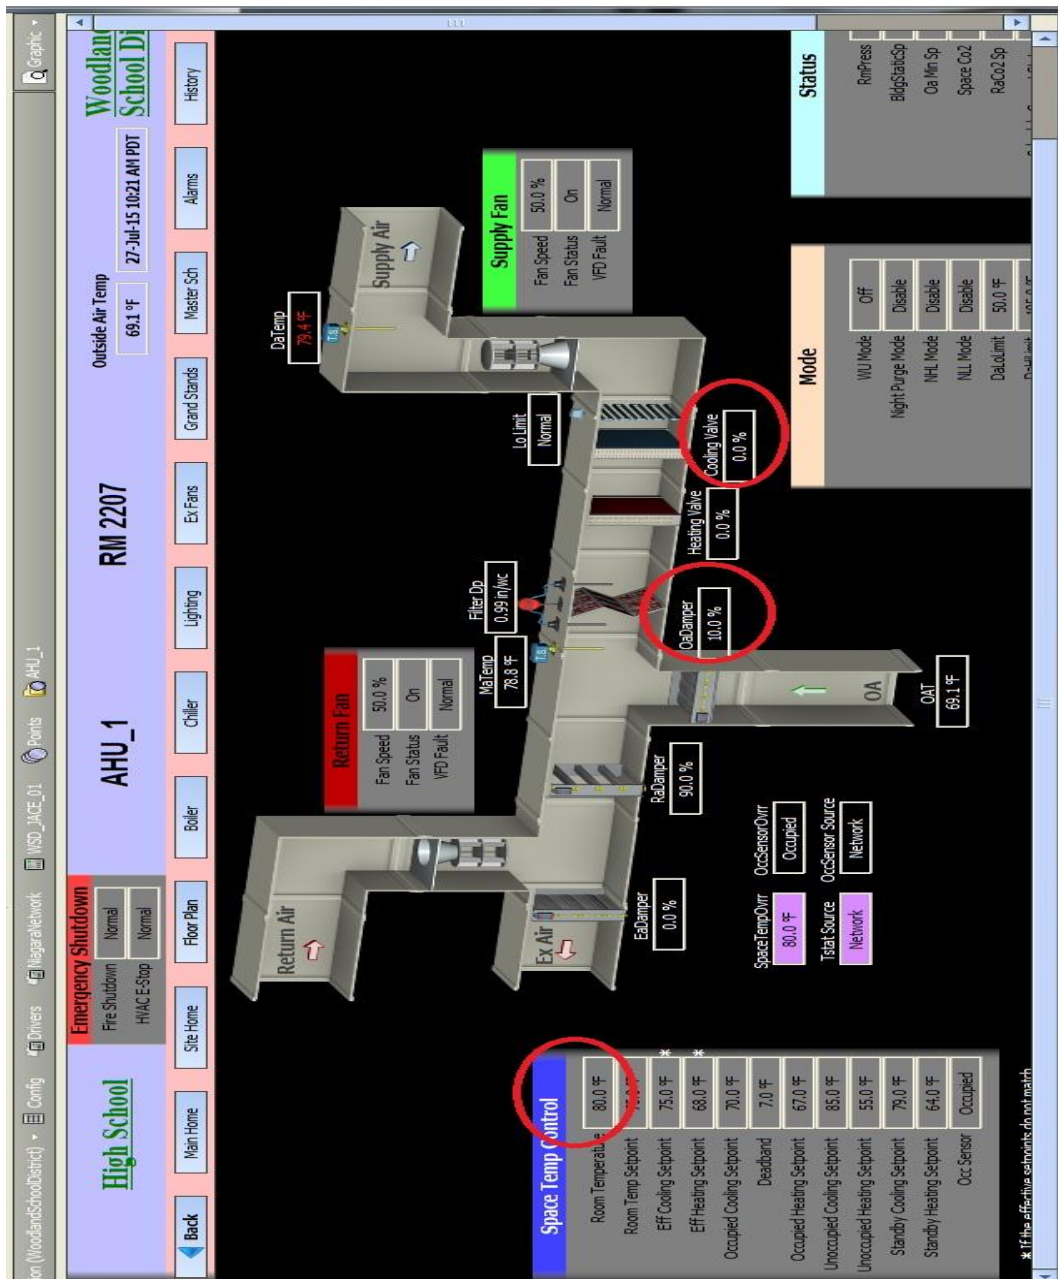 on (WoodlandSchoolDistrict) Config Drivers NiagaraNetwork WSD_JACE_01 Points AHU_1 Graphic
High School
Emergency Shutdown
Fire Shutdown Normal
HVAC E-Stop Normal
AHU_1
RM 2207
Outside Air Temp
69.1 °F
27-Jul-15 10:21 AM PDT
Woodland
School Di
Back
Main Home
Site Home
Floor Plan
Boiler
Chiller
Lighting
Ex Fans
Grand Stands
Master Sch
Alarms
History
Return Air
Ex Air
EaDamper
0.0 %
RaDamper
90.0 %
Return Fan
Fan Speed 50.0 %
Fan Status On
VFD Fault Normal
MaTemp
78.8 °F
Filter Dp
0.99 in/wc
Lo Limit
Normal
DaTemp
79.4 °F
T.S.
T.S.
Supply Air
Supply Fan
Fan Speed 50.0 %
Fan Status On
VFD Fault Normal
OaDamper
10.0 %
Heating Valve
0.0 %
Cooling Valve
0.0 %
OA
OAT
69.1 °F
Space Temp Control
Room Temperature 80.0 °F
Room Temp Setpoint
Eff Cooling Setpoint 75.0 °F *
Eff Heating Setpoint 68.0 °F *
Occupied Cooling Setpoint 70.0 °F
Deadband 7.0 °F
Occupied Heating Setpoint 67.0 °F
Unoccupied Cooling Setpoint 85.0 °F
Unoccupied Heating Setpoint 55.0 °F
Standby Cooling Setpoint 79.0 °F
Standby Heating Setpoint 64.0 °F
Occ Sensor Occupied
* If the effective setpoints do not match
SpaceTempOvrr
80.0 °F
OccSensorOvrr
Occupied
Tstat Source
Network
OccSensor Source
Network
Mode
WU Mode Off
Night Purge Mode Disable
NHL Mode Disable
NLL Mode Disable
DaLoLimit 50.0 °F
Status
RmPress
BldgStaticSp
Oa Min Sp
Space Co2
RaCo2 Sp